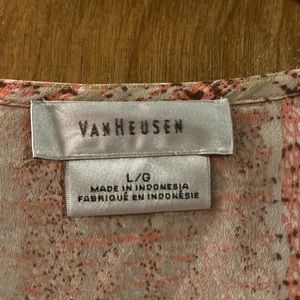 VANHEUSEN
L/G
MADE IN INDONESIA
FABRIQUÉ EN INDONÉSIE